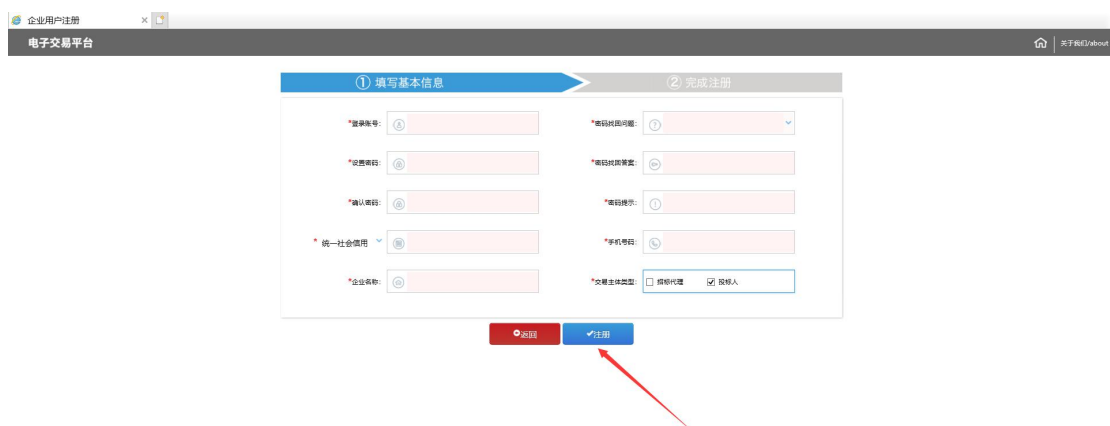 企业用户注册
电子交易平台
关于我们/about
① 填写基本信息
② 完成注册
*登录账号:
*密码找回问题:
*设置密码:
*密码找回答案:
*确认密码:
*密码提示:
* 统一社会信用
*手机号码:
*企业名称:
*交易主体类型: 招标代理 投标人
返回
注册